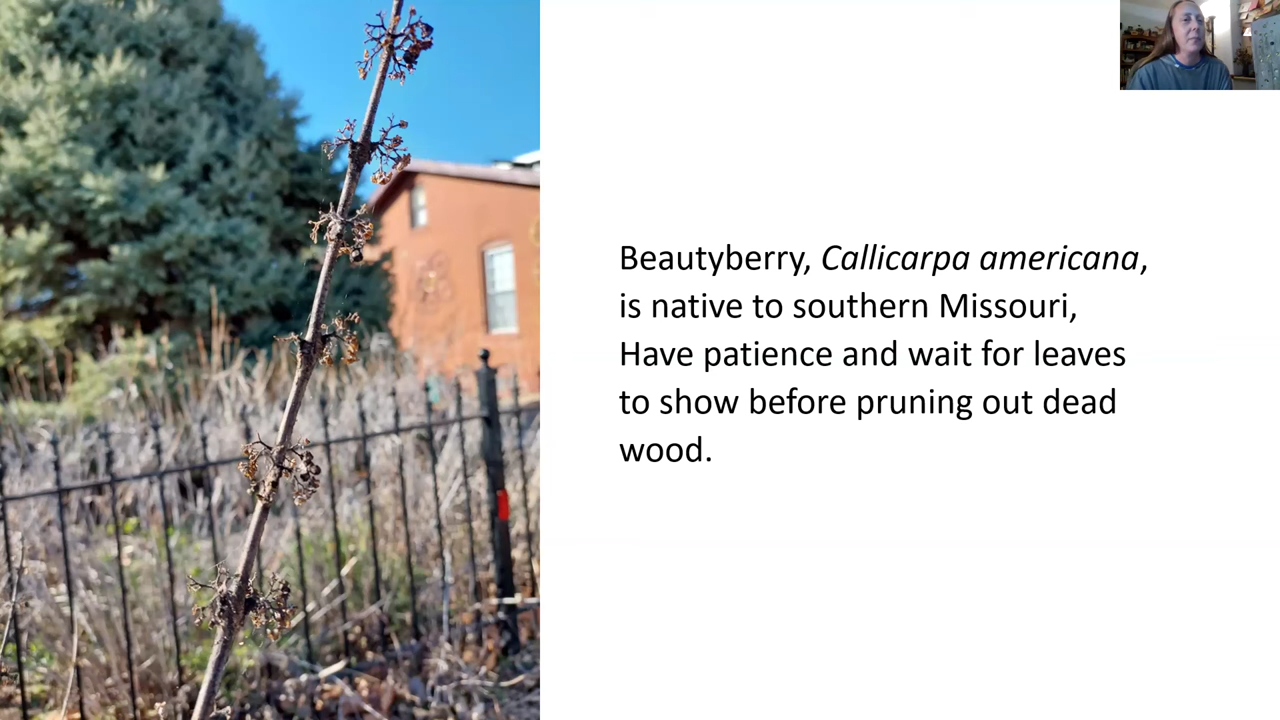 Beautyberry, Callicarpa americana,
is native to southern Missouri,
Have patience and wait for leaves
to show before pruning out dead
wood.